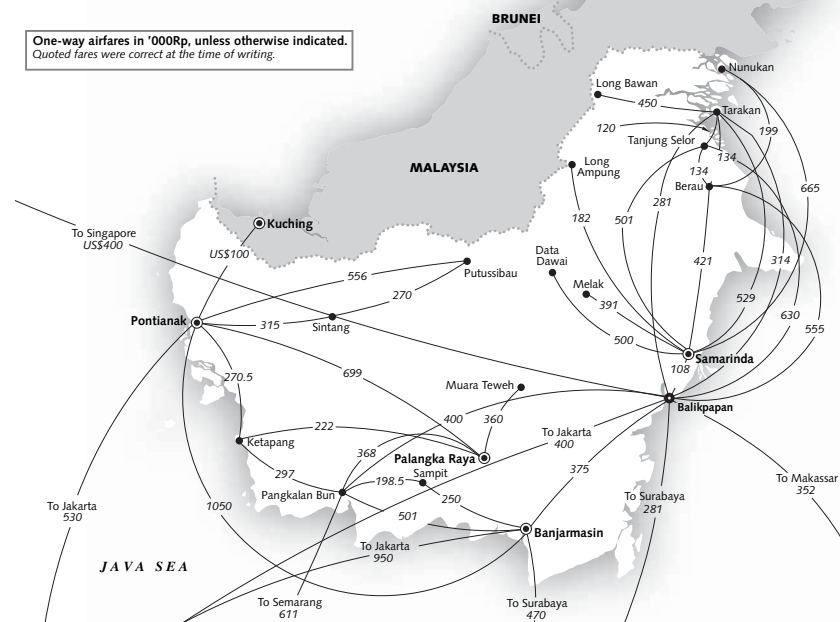 BRUNEI
One-way airfares in '000Rp, unless otherwise indicated.
Quoted fares were correct at the time of writing.
Nunukan
Long Bawan
450
Tarakan
120
199
Tanjung Selor
134
MALAYSIA
Long
Ampung
134
Berau
665
281
182
501
Kuching
To Singapore
US$400
US$100
Data
Dawai
421
314
556
Putussibau
270
Melak
391
529
630
Pontianak
315
Sintang
555
500
Samarinda
108
699
270.5
Muara Teweh
Balikpapan
400
360
222
To Jakarta
400
Ketapang
368
Palangka Raya
375
Sampit
297
198.5
To Makassar
352
Pangkalan Bun
250
To Surabaya
281
To Jakarta
530
1050
501
Banjarmasin
To Jakarta
950
JAVA SEA
To Semarang
611
To Surabaya
470